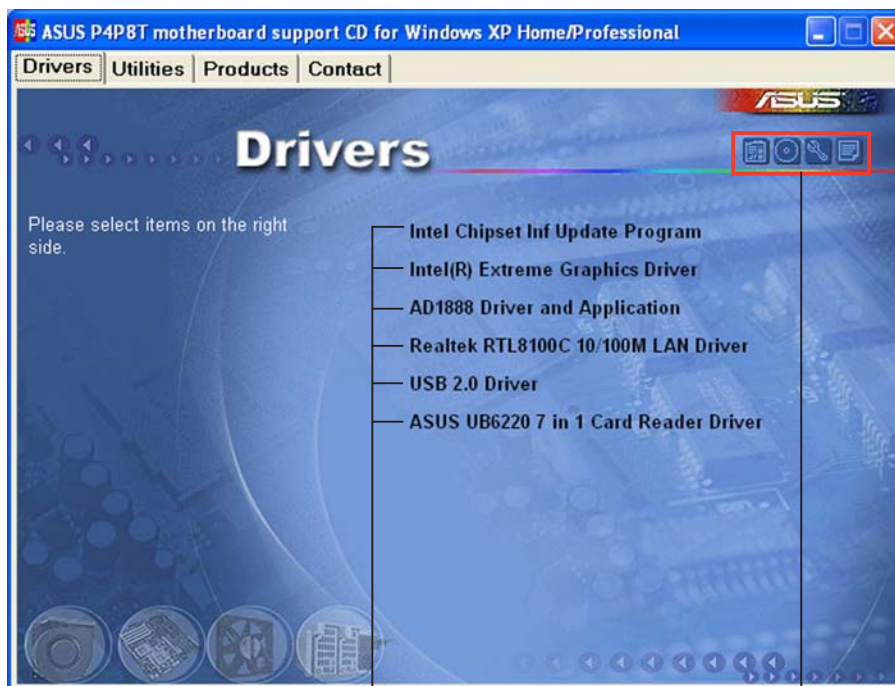 ASUS P4P8T motherboard support CD for Windows XP Home/Professional
Drivers Utilities Products Contact
ASUS
Drivers
Please select items on the right
side.
Intel Chipset Inf Update Program
Intel(R) Extreme Graphics Driver
AD1888 Driver and Application
Realtek RTL8100C 10/100M LAN Driver
USB 2.0 Driver
ASUS UB6220 7 in 1 Card Reader Driver